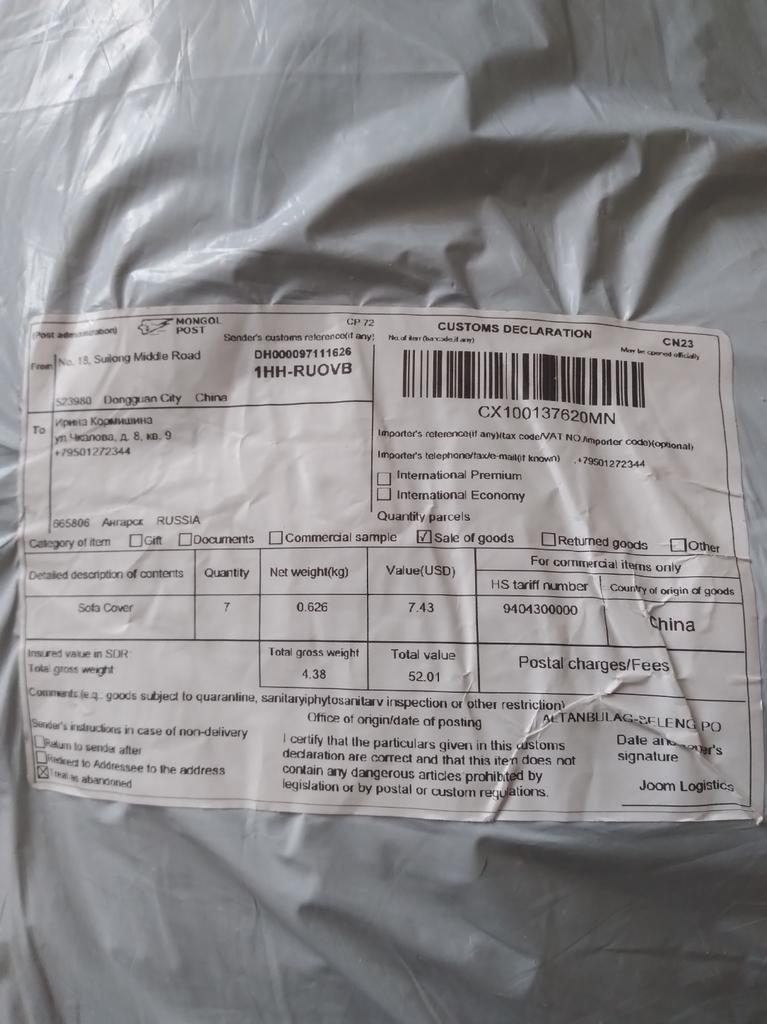 (Post administration)
MONGOL
POST
CP 72
Sender's customs reference(if any)
DH000097111626
1HH-RUOVB
From
No. 18, Suilong Middle Road
523980 Dongguan City China
CUSTOMS DECLARATION
CN23
No.of item (barcode,if any)
May be opened officially
CX100137620MN
To
Ирина Кормишина
ул Чкалова, д. 8, кв. 9
+79501272344
665806 Ангарск RUSSIA
Importer's reference(if any)(tax code/VAT NO./importer code)(optional)
Importer's telephone/fax/e-mail(if known) .+79501272344
International Premium
International Economy
Quantity parcels
Category of item Gift Documents Commercial sample Sale of goods Returned goods Other
Detailed description of contents Quantity Net weight(kg) Value(USD) For commercial items only
HS tariff number Country of origin of goods
Sofa Cover 7 0.626 7.43 9404300000 China
Insured value in SDR:
Total gross weight
Total gross weight Total value Postal charges/Fees
4.38 52.01
Comments (e.g.: goods subject to quarantine, sanitaryiphytosanitarv inspection or other restriction)
Office of origin/date of posting ALTANBULAG-SELENG PO
Sender's instructions in case of non-delivery
Return to sender after
Redirect to Addressee to the address
Treat as abandoned
I certify that the particulars given in this customs
declaration are correct and that this item does not
contain any dangerous articles prohibited by
legislation or by postal or custom regulations.
Date and sender's
signature
Joom Logistics